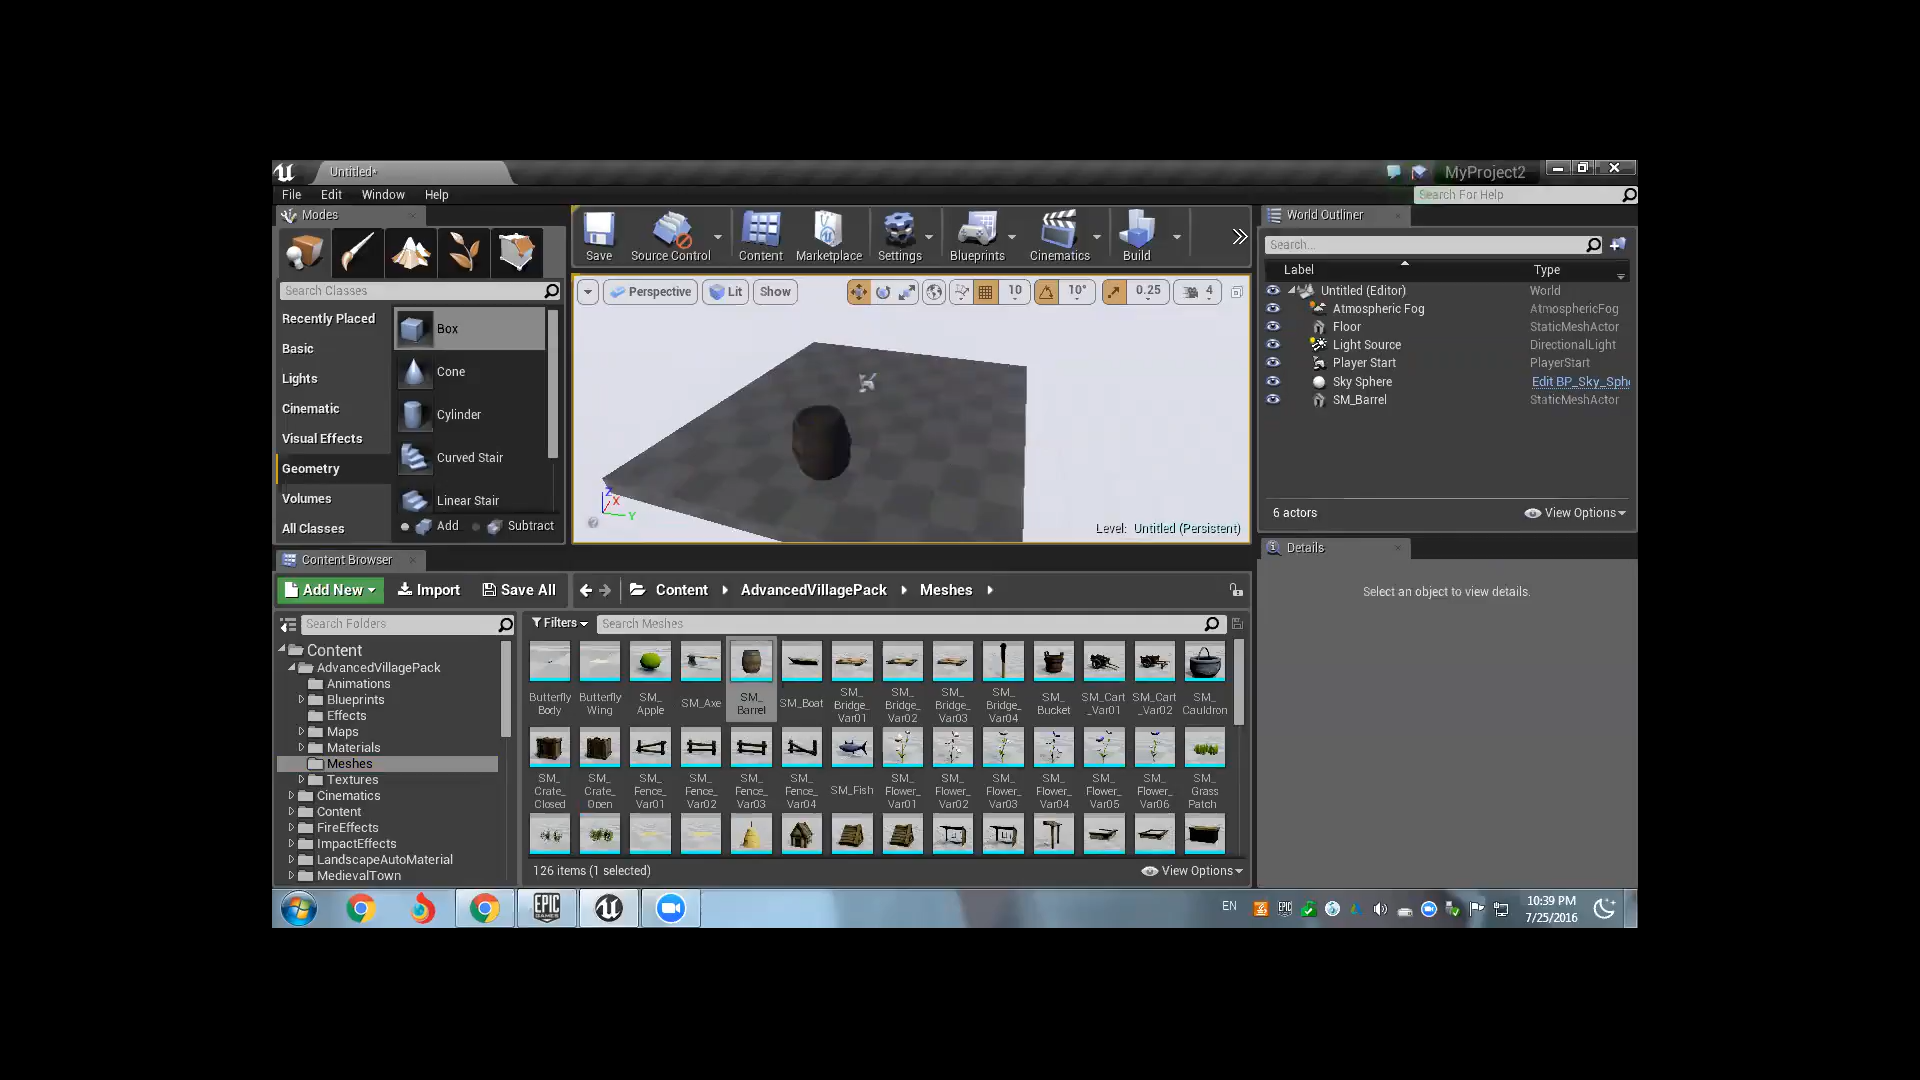 Untitled*
MyProject2
File Edit Window Help
Search For Help
Modes
Search Classes
Recently Placed
Basic
Lights
Cinematic
Visual Effects
Geometry
Volumes
All Classes
Box
Cone
Cylinder
Curved Stair
Linear Stair
Add Subtract
Save Source Control Content Marketplace Settings Blueprints Cinematics Build
Perspective Lit Show 10 10° 0.25 4
Z
X
Y
Level: Untitled (Persistent)
World Outliner
Search...
Label Type
Untitled (Editor) World
Atmospheric Fog AtmosphericFog
Floor StaticMeshActor
Light Source DirectionalLight
Player Start PlayerStart
Sky Sphere Edit BP_Sky_Sph
SM_Barrel StaticMeshActor
6 actors View Options
Details
Select an object to view details.
Content Browser
Add New Import Save All Content AdvancedVillagePack Meshes
Search Folders
Content
AdvancedVillagePack
Animations
Blueprints
Effects
Maps
Materials
Meshes
Textures
Cinematics
Content
FireEffects
ImpactEffects
LandscapeAutoMaterial
MedievalTown
Filters Search Meshes
Butterfly Body
Butterfly Wing
SM_ Apple
SM_Axe
SM_ Barrel
SM_Boat
SM_ Bridge_ Var01
SM_ Bridge_ Var02
SM_ Bridge_ Var03
SM_ Bridge_ Var04
SM_ Bucket
SM_Cart _Var01
SM_Cart _Var02
SM_ Cauldron
SM_ Crate_ Closed
SM_ Crate_ Open
SM_ Fence_ Var01
SM_ Fence_ Var02
SM_ Fence_ Var03
SM_ Fence_ Var04
SM_Fish
SM_ Flower_ Var01
SM_ Flower_ Var02
SM_ Flower_ Var03
SM_ Flower_ Var04
SM_ Flower_ Var05
SM_ Flower_ Var06
SM_ Grass Patch
126 items (1 selected) View Options
EPIC GAMES
EN
EPIC
10:39 PM
7/25/2016